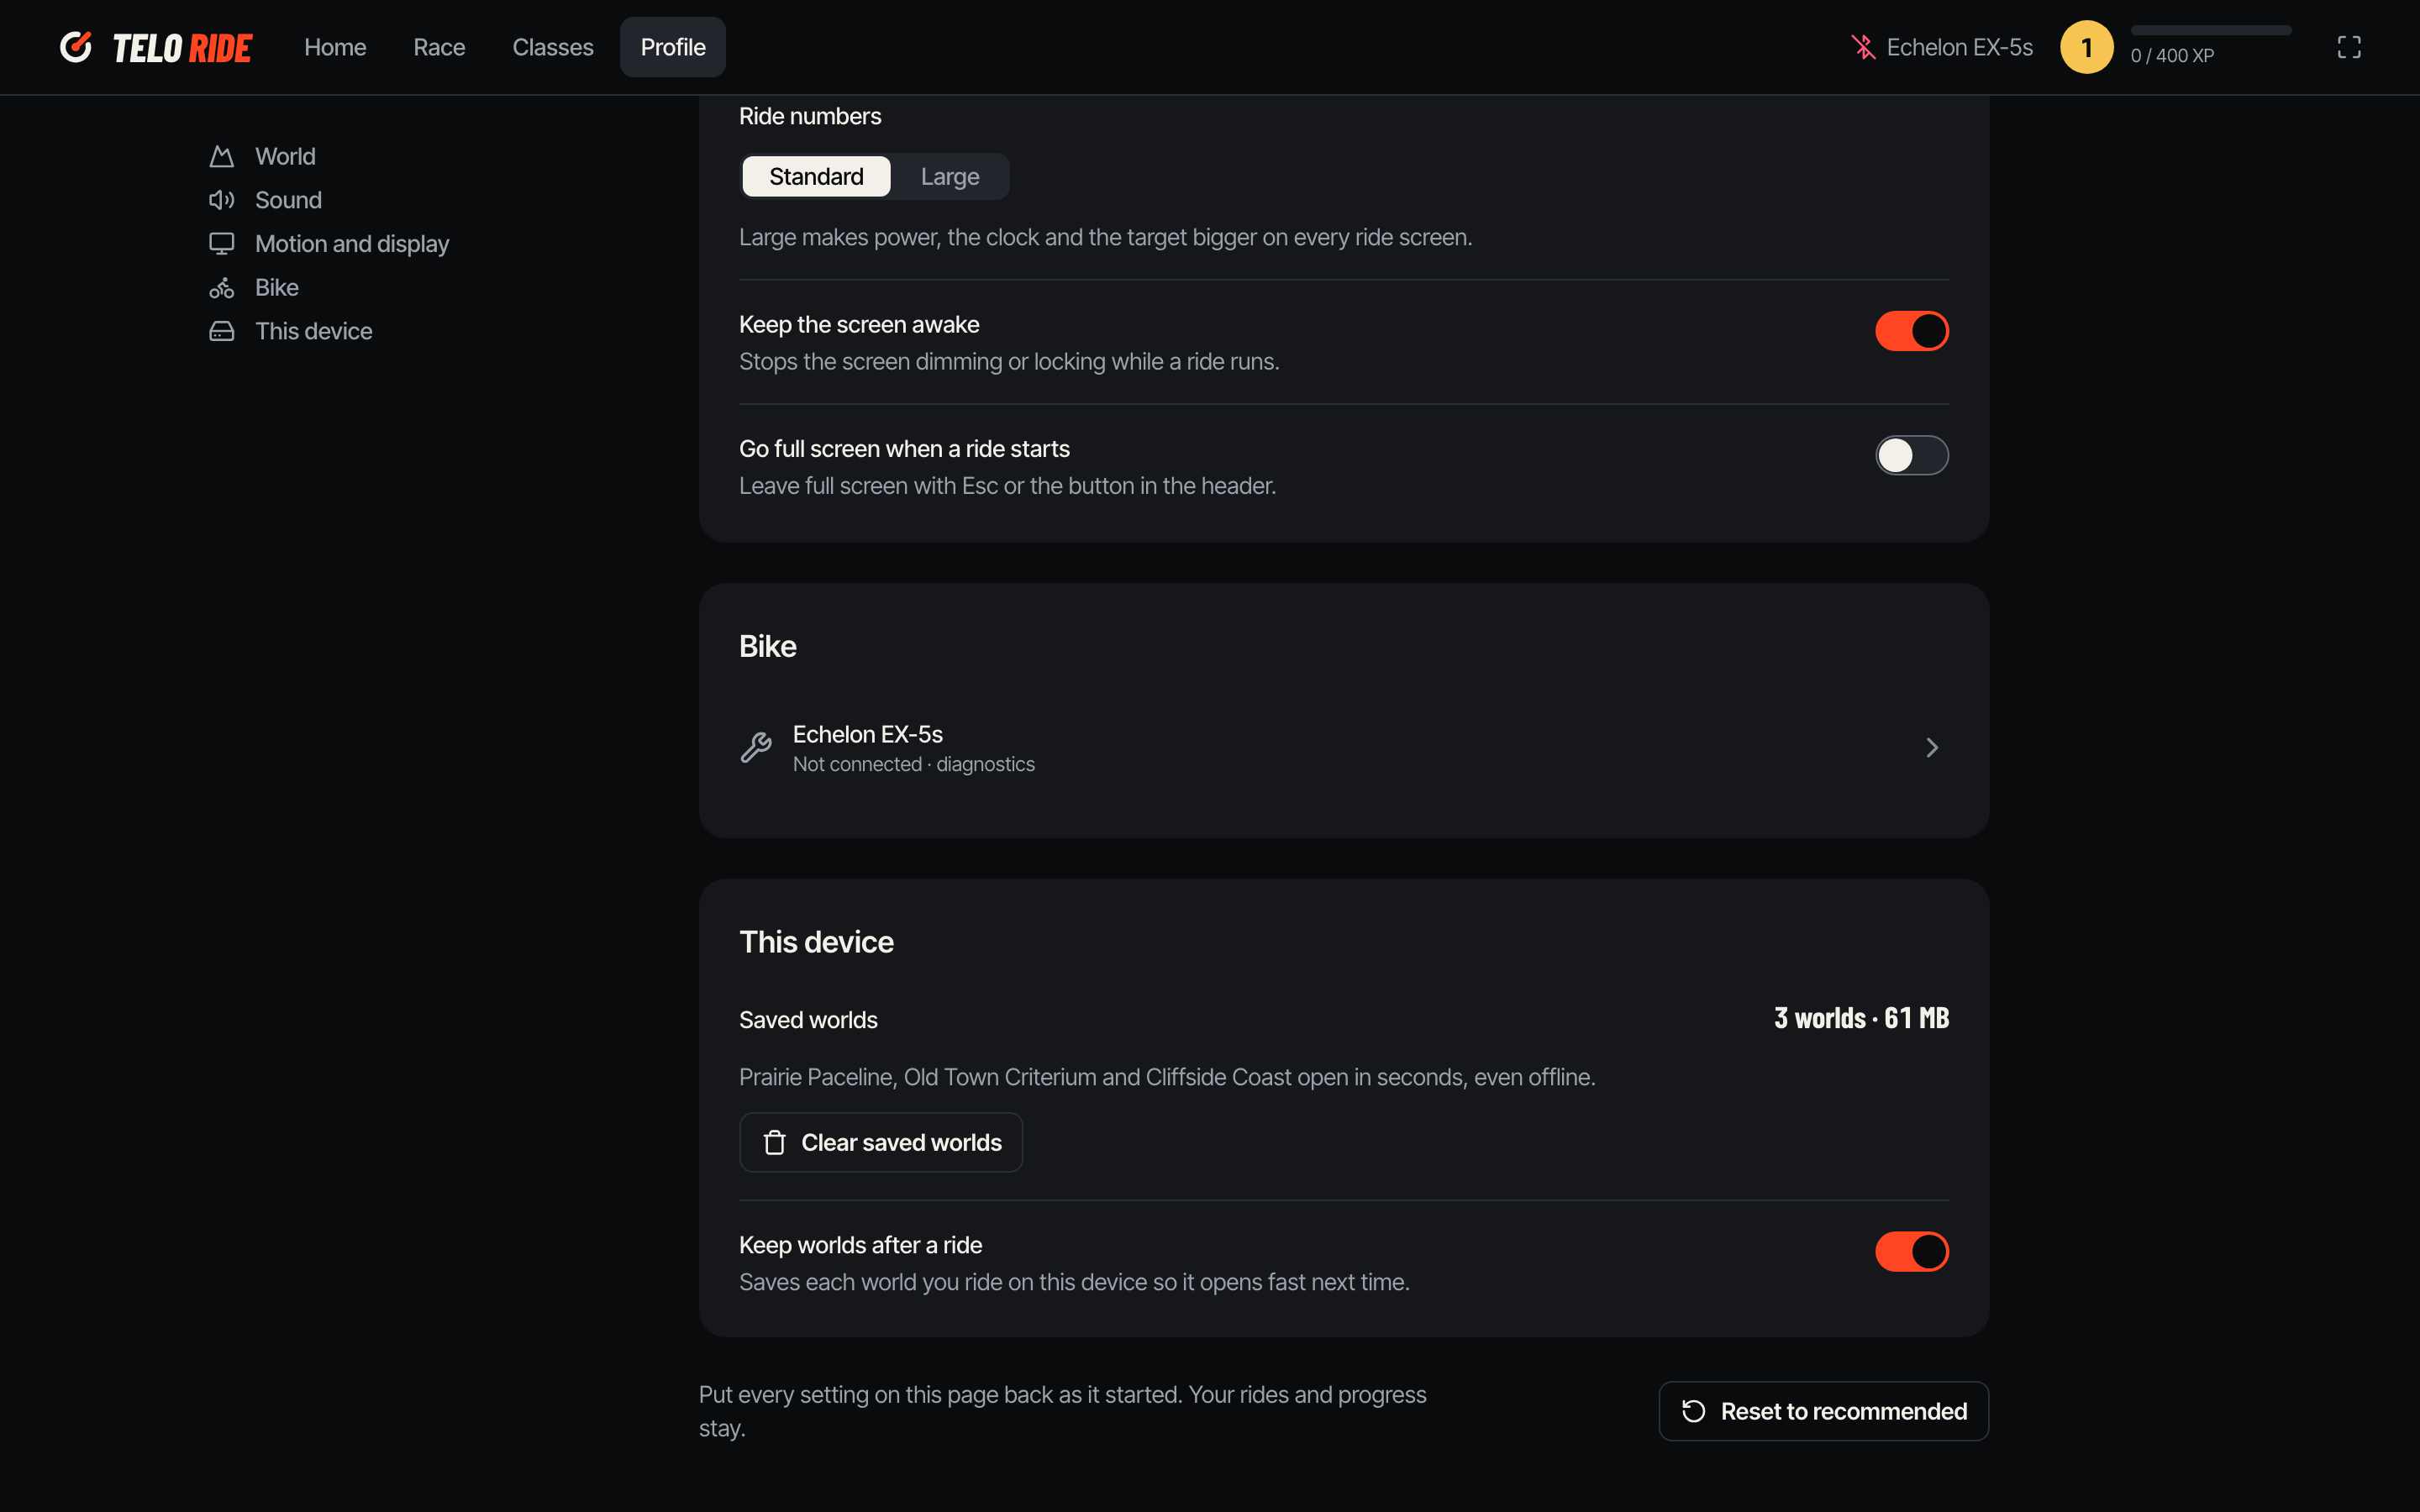 TELO RIDE
Home
Race
Classes
Profile
Echelon EX-5s
1
0 / 400 XP
World
Sound
Motion and display
Bike
This device
Ride numbers
Standard
Large
Large makes power, the clock and the target bigger on every ride screen.
Keep the screen awake
Stops the screen dimming or locking while a ride runs.
Go full screen when a ride starts
Leave full screen with Esc or the button in the header.
Bike
Echelon EX-5s
Not connected · diagnostics
This device
Saved worlds
3 worlds · 61 MB
Prairie Paceline, Old Town Criterium and Cliffside Coast open in seconds, even offline.
Clear saved worlds
Keep worlds after a ride
Saves each world you ride on this device so it opens fast next time.
Put every setting on this page back as it started. Your rides and progress
stay.
Reset to recommended